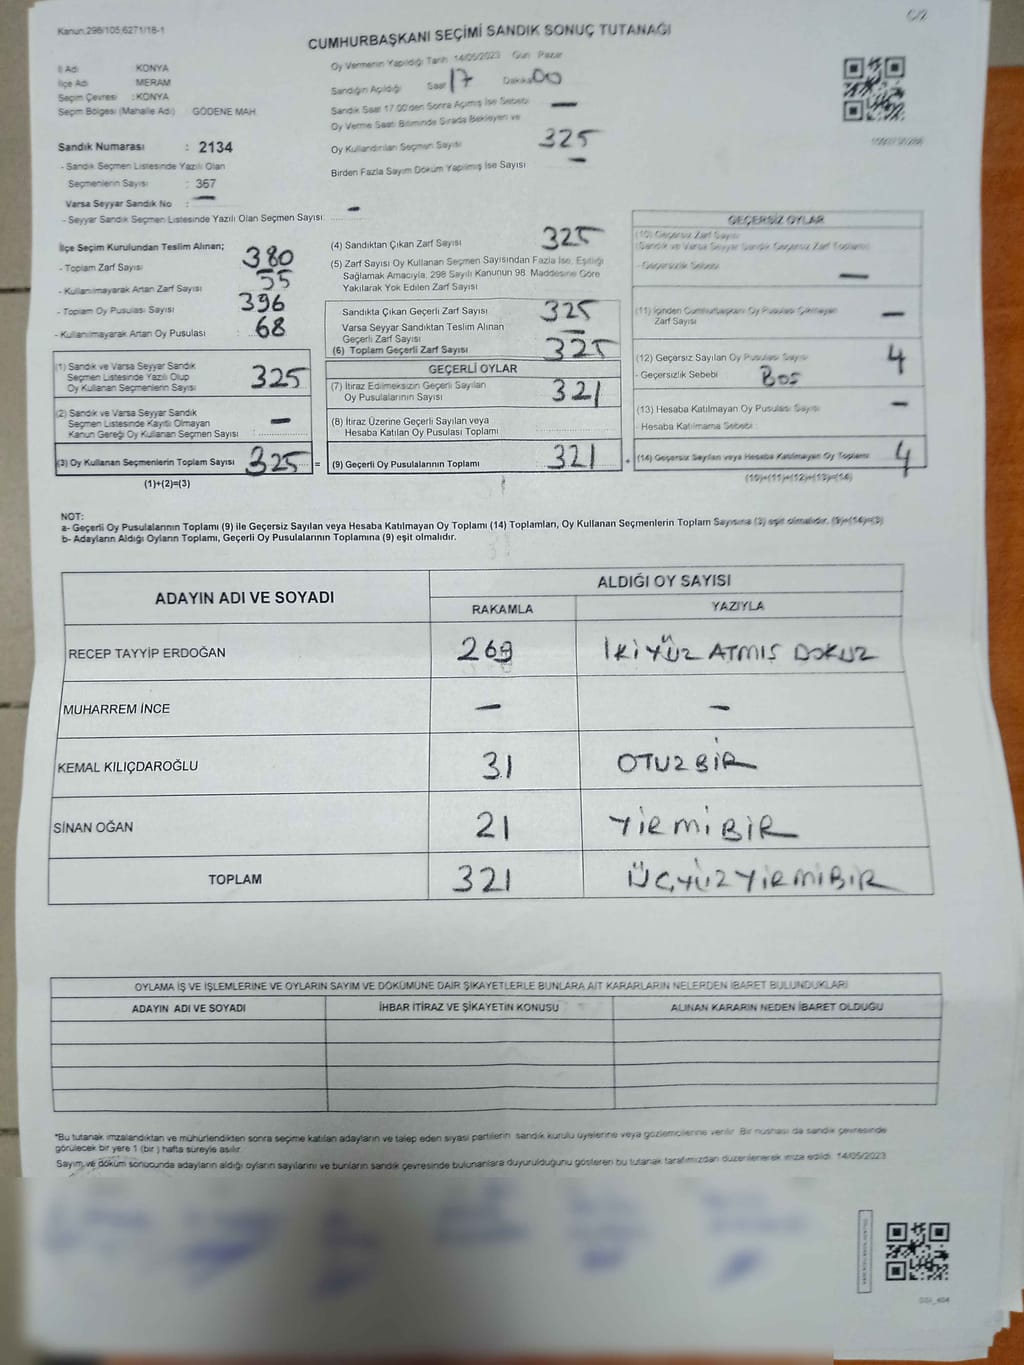 Kanun:298/105;6271/18-1
C/2
CUMHURBAŞKANI SEÇİMİ SANDIK SONUÇ TUTANAĞI
İl Adı KONYA
İlçe Adı MERAM
Seçim Çevresi :KONYA
Seçim Bölgesi (Mahalle Adı) GÖDENE MAH.
Oy Vermenin Yapıldığı Tarih 14/05/2023 Gün Pazar
Sandığın Açıldığı Saat 17 Dakika 00
Sandık Saat 17.00'den Sonra Açılmış İse Sebebi —
Oy Verme Saati Bitiminde Sırada Bekleyen ve
Oy Kullandırılan Seçmen Sayısı 325
Birden Fazla Sayım Döküm Yapılmış İse Sayısı —
Sandık Numarası : 2134
- Sandık Seçmen Listesinde Yazılı Olan
Seçmenlerin Sayısı : 367
Varsa Seyyar Sandık No : —
- Seyyar Sandık Seçmen Listesinde Yazılı Olan Seçmen Sayısı: —
İlçe Seçim Kurulundan Teslim Alınan;
- Toplam Zarf Sayısı 380
- Kullanılmayarak Artan Zarf Sayısı 55
- Toplam Oy Pusulası Sayısı 396
- Kullanılmayarak Artan Oy Pusulası : 68
(1) Sandık ve Varsa Seyyar Sandık
Seçmen Listesinde Yazılı Olup
Oy Kullanan Seçmenlerin Sayısı 325
(2) Sandık ve Varsa Seyyar Sandık
Seçmen Listesinde Kayıtlı Olmayan
Kanun Gereği Oy Kullanan Seçmen Sayısı : —
(3) Oy Kullanan Seçmenlerin Toplam Sayısı 325 =
(1)+(2)=(3)
(4) Sandıktan Çıkan Zarf Sayısı 325
(5) Zarf Sayısı Oy Kullanan Seçmen Sayısından Fazla İse, Eşitliği
Sağlamak Amacıyla, 298 Sayılı Kanunun 98. Maddesine Göre
Yakılarak Yok Edilen Zarf Sayısı
Sandıkta Çıkan Geçerli Zarf Sayısı 325
Varsa Seyyar Sandıktan Teslim Alınan
Geçerli Zarf Sayısı —
(6) Toplam Geçerli Zarf Sayısı 325
GEÇERLİ OYLAR
(7) İtiraz Edilmeksizin Geçerli Sayılan
Oy Pusulalarının Sayısı 321
(8) İtiraz Üzerine Geçerli Sayılan veya
Hesaba Katılan Oy Pusulası Toplamı
(9) Geçerli Oy Pusulalarının Toplamı 321 +
GEÇERSİZ OYLAR
(10) Geçersiz Zarf Sayısı
(Sandık ve Varsa Seyyar Sandık Geçersiz Zarf Toplamı)
- Geçersizlik Sebebi —
(11) İçinden Cumhurbaşkanı Oy Pusulası Çıkmayan
Zarf Sayısı —
(12) Geçersiz Sayılan Oy Pusulası Sayısı 4
- Geçersizlik Sebebi BOŞ
(13) Hesaba Katılmayan Oy Pusulası Sayısı —
- Hesaba Katılmama Sebebi :
(14) Geçersiz Sayılan veya Hesaba Katılmayan Oy Toplamı 4
(10)+(11)+(12)+(13)=(14)
NOT:
a- Geçerli Oy Pusulalarının Toplamı (9) ile Geçersiz Sayılan veya Hesaba Katılmayan Oy Toplamı (14) Toplamları, Oy Kullanan Seçmenlerin Toplam Sayısına (3) eşit olmalıdır. (9)+(14)=(3)
b- Adayların Aldığı Oyların Toplamı, Geçerli Oy Pusulalarının Toplamına (9) eşit olmalıdır.
ADAYIN ADI VE SOYADI ALDIĞI OY SAYISI
RAKAMLA YAZIYLA
RECEP TAYYİP ERDOĞAN 269 İKİYÜZ ATMIŞ DOKUZ
MUHARREM İNCE — —
KEMAL KILIÇDAROĞLU 31 OTUZBİR
SİNAN OĞAN 21 YİRMİBİR
TOPLAM 321 ÜÇYÜZYİRMİBİR
OYLAMA İŞ VE İŞLEMLERİNE VE OYLARIN SAYIM VE DÖKÜMÜNE DAİR ŞİKAYETLERLE BUNLARA AİT KARARLARIN NELERDEN İBARET BULUNDUKLARI
ADAYIN ADI VE SOYADI İHBAR İTİRAZ VE ŞİKAYETİN KONUSU ALINAN KARARIN NEDEN İBARET OLDUĞU
*Bu tutanak imzalandıktan ve mühürlendikten sonra seçime katılan adayların ve talep eden siyasi partilerin sandık kurulu üyelerine veya gözlemcilerine verilir. Bir nüshası da sandık çevresinde
görülecek bir yere 1 (bir) hafta süreyle asılır.
Sayım ve döküm sonucunda adayların aldığı oyların sayılarını ve bunların sandık çevresinde bulunanlara duyurulduğunu gösteren bu tutanak tarafımızdan düzenlenerek imza edildi. 14/05/2023